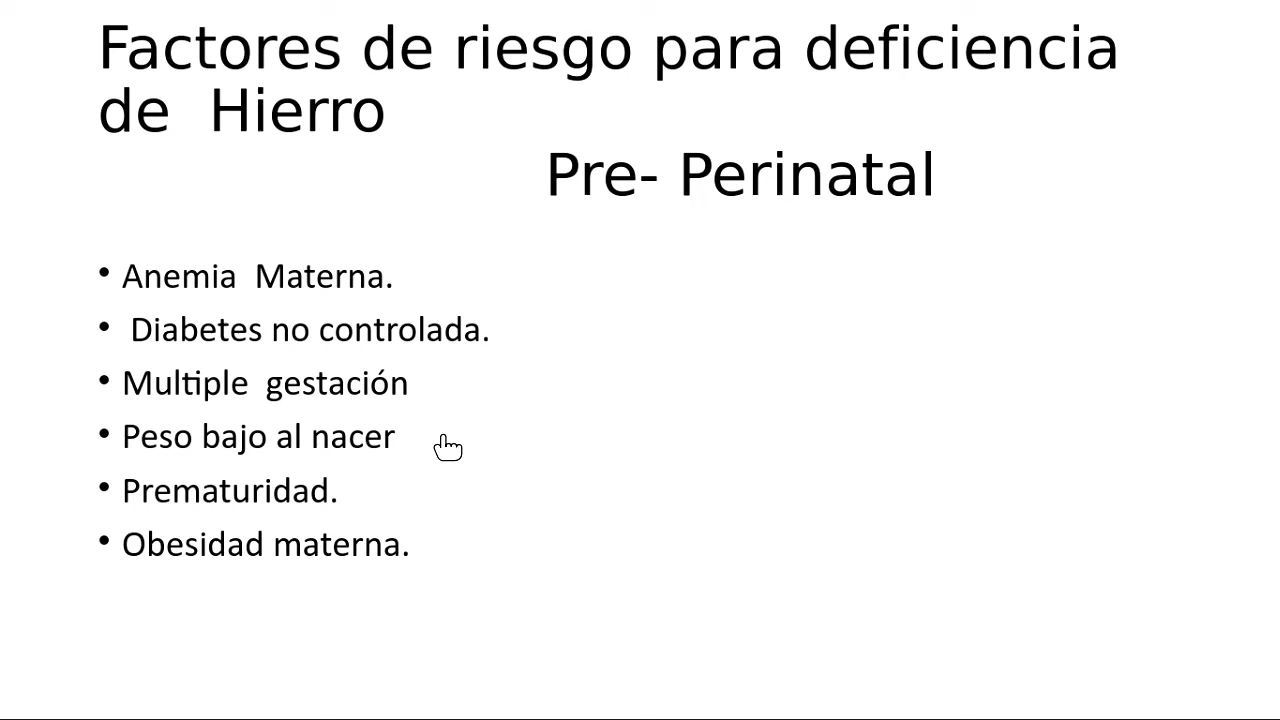 Factores de riesgo para deficiencia
de  Hierro
Pre- Perinatal
• Anemia  Materna.
•  Diabetes no controlada.
• Multiple  gestación
• Peso bajo al nacer
• Prematuridad.
• Obesidad materna.